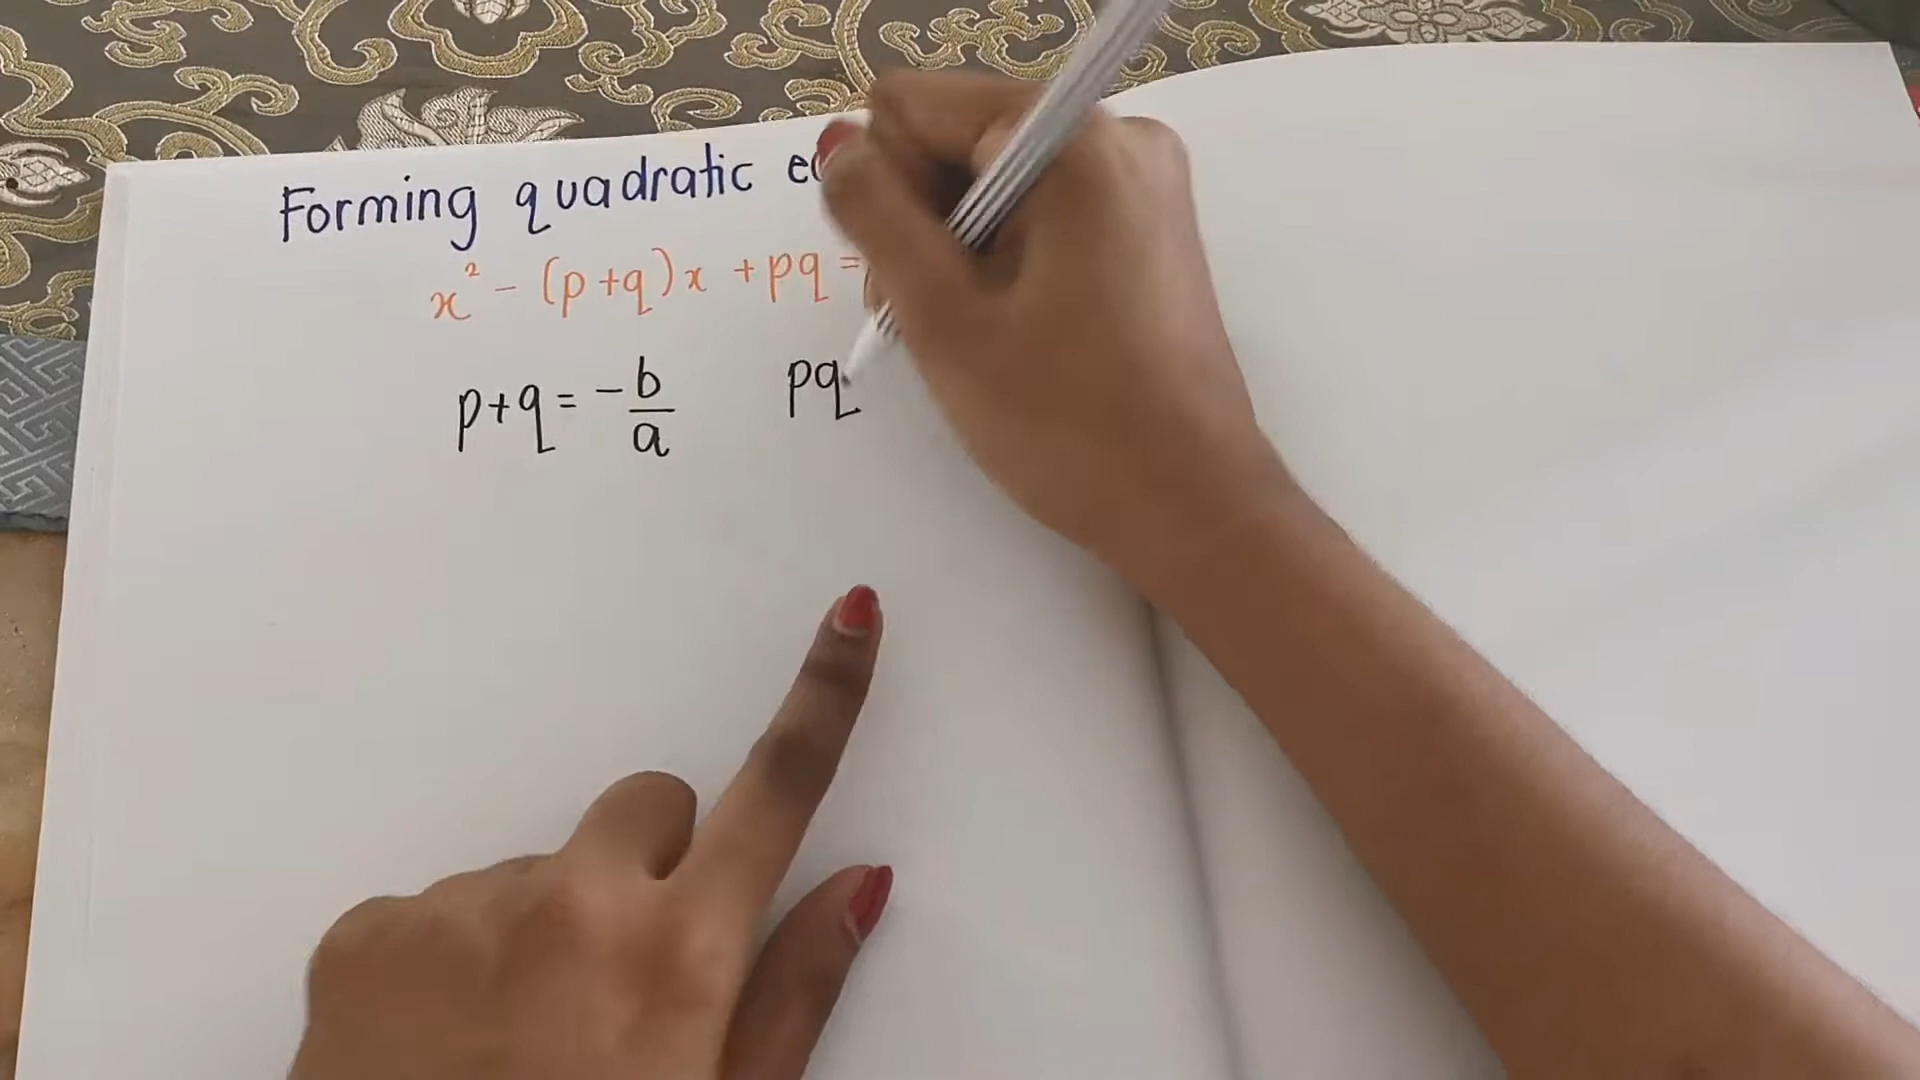 Forming quadratic
x² - (p+q)x + pq =
p+q = -b/a pq